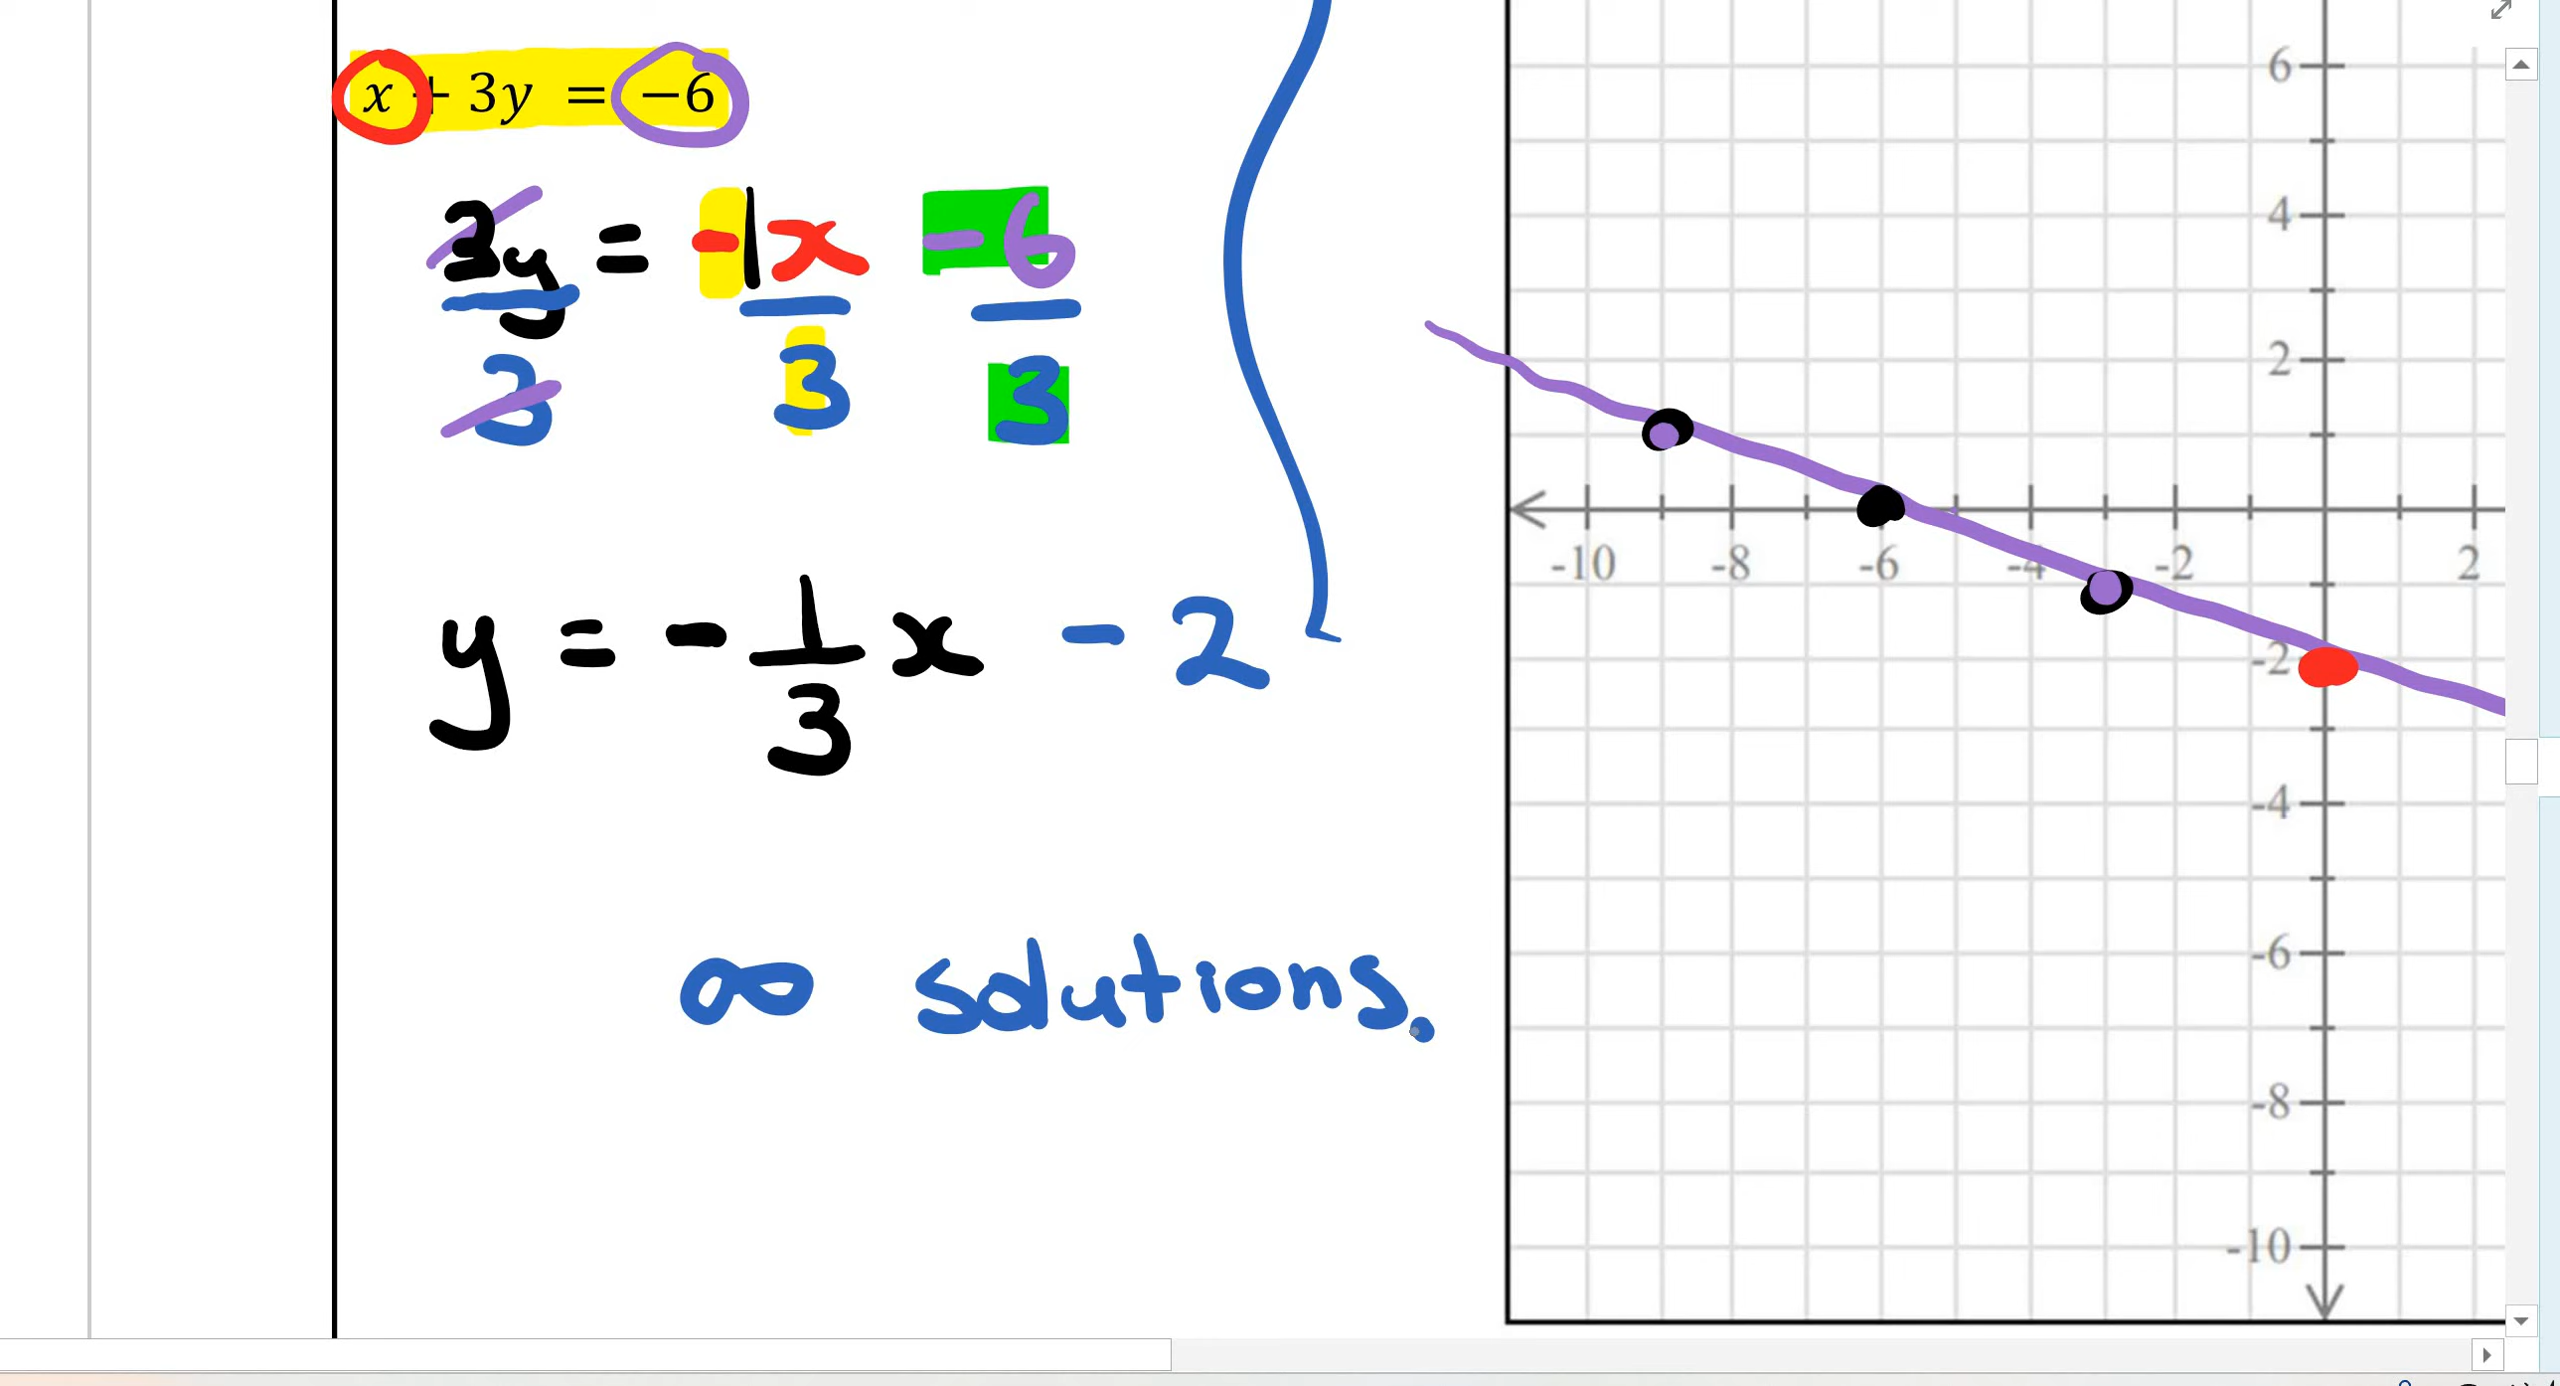 x + 3y = −6
3y = -1x - 6
3 3 3
y = - 1/3 x - 2
∞ solutions.
6
4
2
-10 -8 -6 -4 -2 2
-2
-4
-6
-8
-10